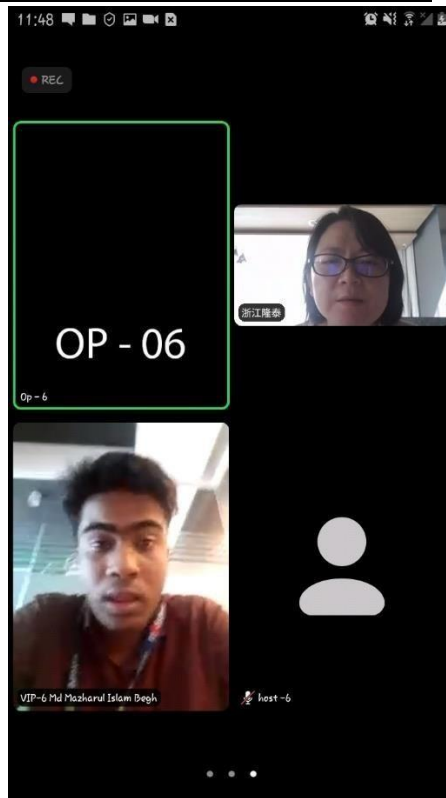 11:48
REC
OP - 06
Op - 6
浙江隆泰
VIP-6 Md Mazharul Islam Begh
host -6